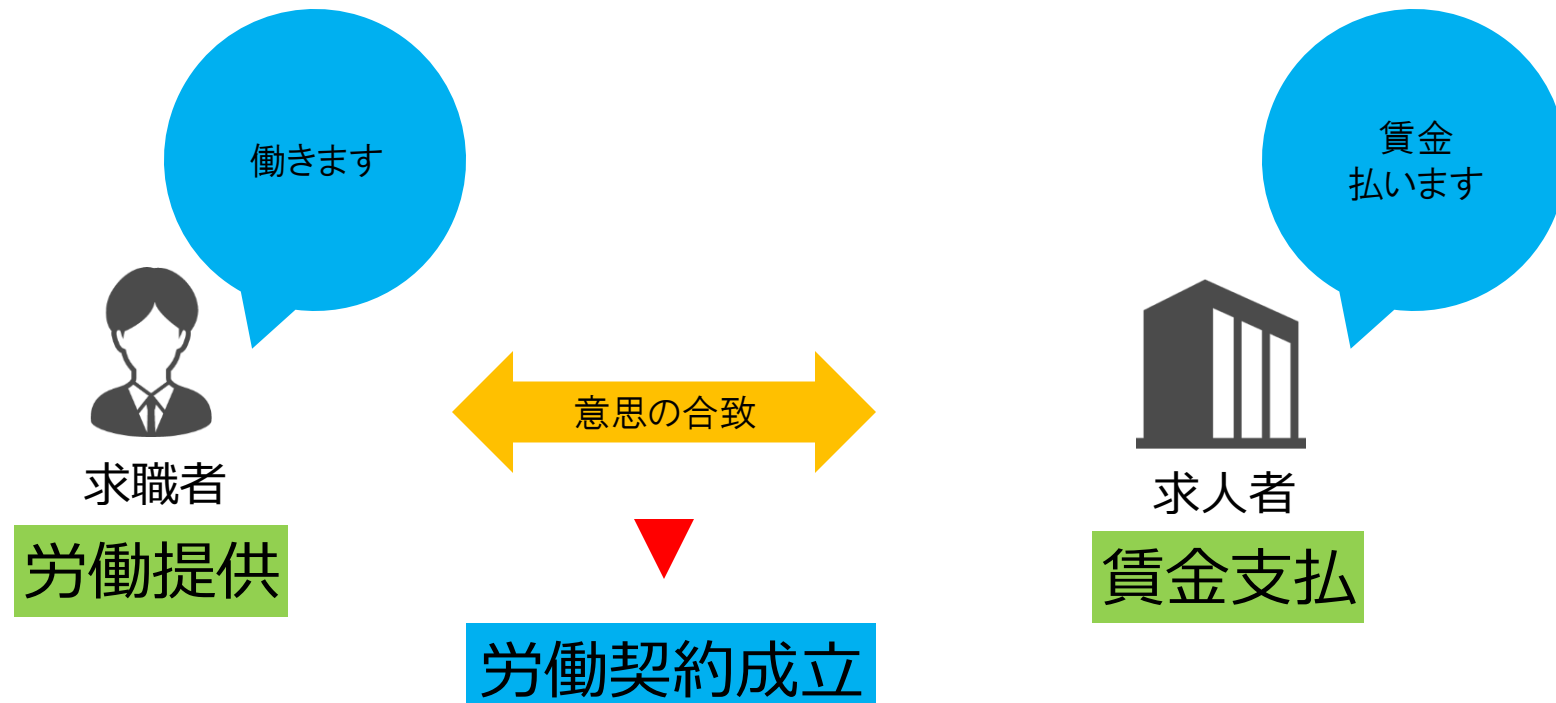 働きます
賃金
払います
意思の合致
求職者
求人者
労働提供
賃金支払
労働契約成立